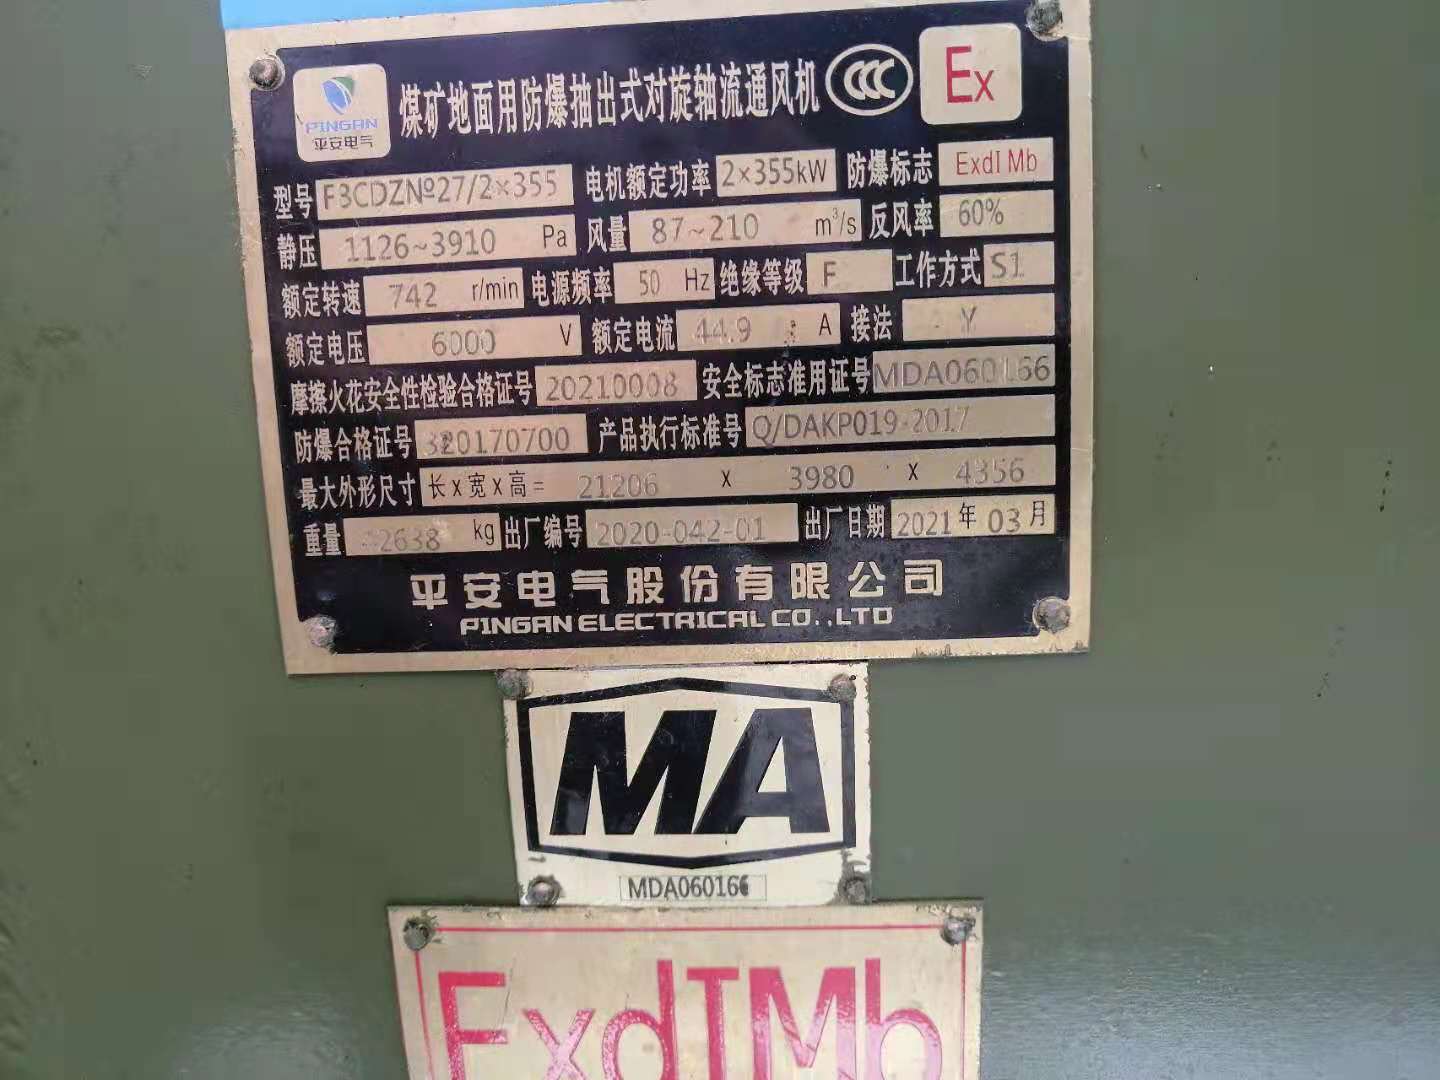 PINGAN
平安电气
煤矿地面用防爆抽出式对旋轴流通风机 CCC Ex
型号 FBCDZNº27/2×355 电机额定功率 2×355kW 防爆标志 ExdI Mb
静压 1126~3910 Pa 风量 87~210 m³/s 反风率 60%
额定转速 742 r/min 电源频率 50 Hz 绝缘等级 F 工作方式 S1
额定电压 6000 V 额定电流 44.9 A 接法 Y
摩擦火花安全性检验合格证号 20210008 安全标志准用证号 MDA060166
防爆合格证号 320170700 产品执行标准号 Q/DAKP019-2017
最大外形尺寸 长x宽x高= 21206 x 3980 x 4356
重量 kg 出厂编号 2020-042-01 出厂日期 2021年03月
平安电气股份有限公司
PINGAN ELECTRICAL CO.,LTD
MA
MDA060166
ExdIMb